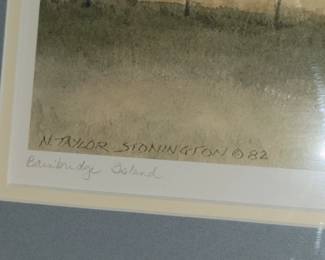 N. TAYLOR STONINGTON © 82
Bainbridge Island